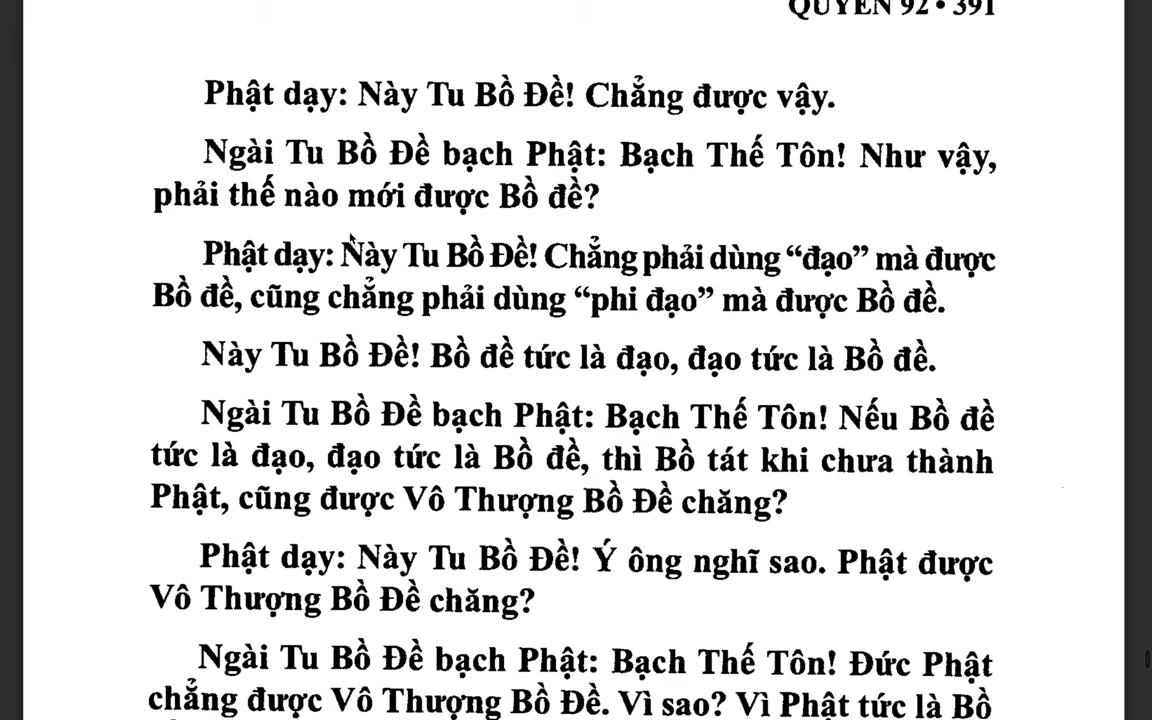 QUYỂN 92 • 391
Phật dạy: Này Tu Bồ Đề! Chẳng được vậy.
Ngài Tu Bồ Đề bạch Phật: Bạch Thế Tôn! Như vậy,
phải thế nào mới được Bồ đề?
Phật dạy: Này Tu Bồ Đề! Chẳng phải dùng “đạo” mà được
Bồ đề, cũng chẳng phải dùng “phi đạo” mà được Bồ đề.
Này Tu Bồ Đề! Bồ đề tức là đạo, đạo tức là Bồ đề.
Ngài Tu Bồ Đề bạch Phật: Bạch Thế Tôn! Nếu Bồ đề
tức là đạo, đạo tức là Bồ đề, thì Bồ tát khi chưa thành
Phật, cũng được Vô Thượng Bồ Đề chăng?
Phật dạy: Này Tu Bồ Đề! Ý ông nghĩ sao. Phật được
Vô Thượng Bồ Đề chăng?
Ngài Tu Bồ Đề bạch Phật: Bạch Thế Tôn! Đức Phật
chẳng được Vô Thượng Bồ Đề. Vì sao? Vì Phật tức là Bồ